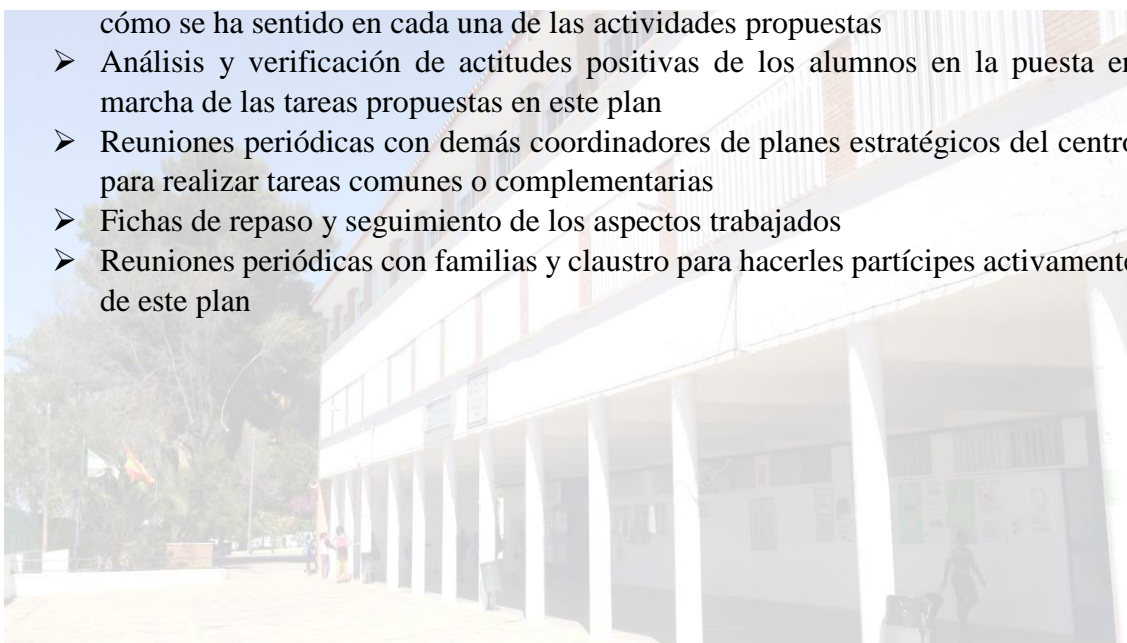 cómo se ha sentido en cada una de las actividades propuestas
➢ Análisis y verificación de actitudes positivas de los alumnos en la puesta en
marcha de las tareas propuestas en este plan
➢ Reuniones periódicas con demás coordinadores de planes estratégicos del centro
para realizar tareas comunes o complementarias
➢ Fichas de repaso y seguimiento de los aspectos trabajados
➢ Reuniones periódicas con familias y claustro para hacerles partícipes activamente
de este plan